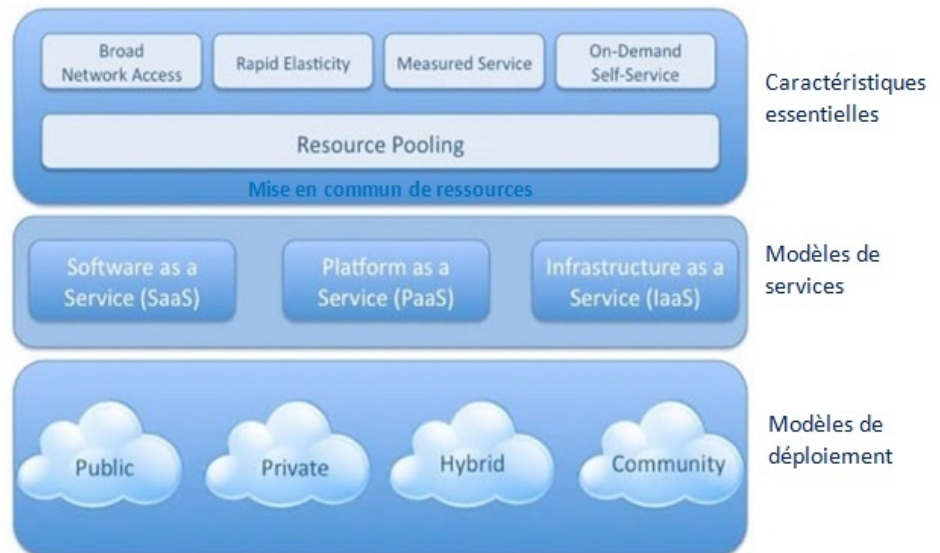 Broad
Network Access
Rapid Elasticity
Measured Service
On-Demand
Self-Service
Caractéristiques
essentielles
Resource Pooling
Mise en commun de ressources
Software as a
Service (SaaS)
Platform as a
Service (PaaS)
Infrastructure as a
Service (IaaS)
Modèles de
services
Public
Private
Hybrid
Community
Modèles de
déploiement